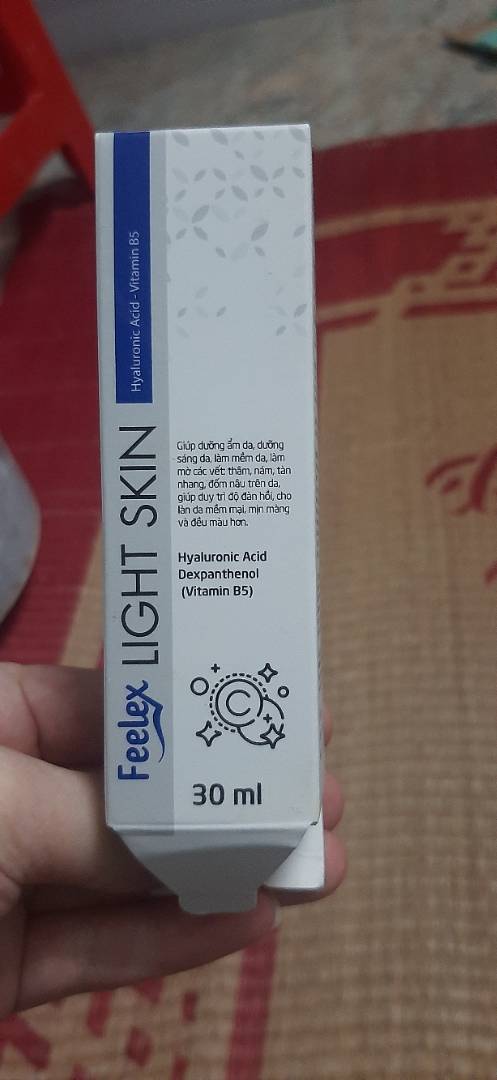 Hyaluronic Acid - Vitamin B5
Feelex LIGHT SKIN
Giúp dưỡng ẩm da, dưỡng
sáng da, làm mềm da, làm
mờ các vết thâm, nám, tàn
nhang, đốm nâu trên da,
giúp duy trì độ đàn hồi, cho
làn da mềm mại, mịn màng
và đều màu hơn.
Hyaluronic Acid
Dexpanthenol
(Vitamin B5)
C
30 ml